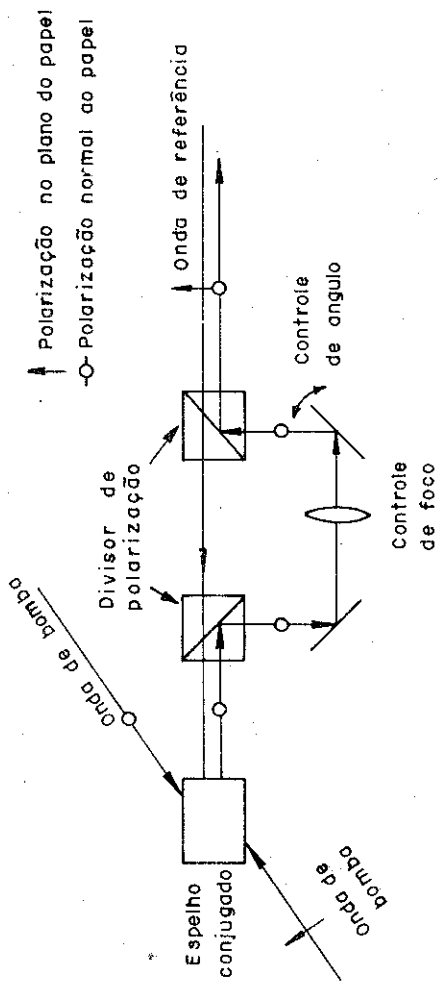 Polarização no plano do papel
Polarização normal ao papel
Onda de referência
Divisor de
polarização
Onda de bomba
Espelho
conjugado
Onda de
bomba
Controle
de angulo
Controle
de foco